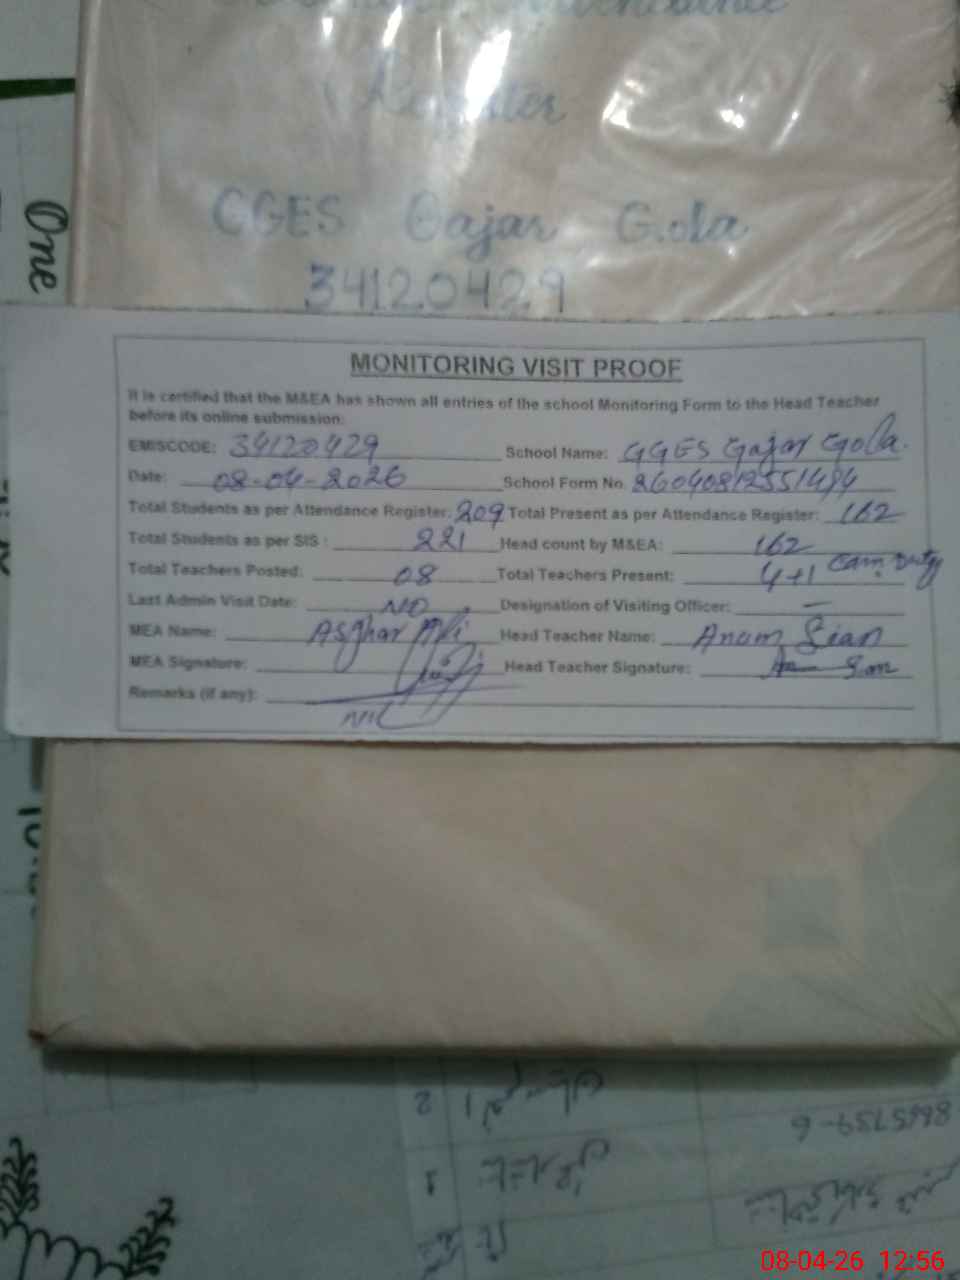 Attendance
Register
GGES Gajar Gola
34120429
One
MONITORING VISIT PROOF
It is certified that the M&EA has shown all entries of the school Monitoring Form to the Head Teacher
before its online submission:
EMISCODE: 34120429 School Name: GGES Gajar Gola.
Date: 08-04-2026 School Form No. 26040812551494
Total Students as per Attendance Register: 209 Total Present as per Attendance Register: 162
Total Students as per SIS : 221 Head count by M&EA: 162
Total Teachers Posted: 08 Total Teachers Present: 4+1 Duty
Last Admin Visit Date: NO Designation of Visiting Officer: —
MEA Name: Asghar Ali Head Teacher Name: Anam Sian
MEA Signature: Head Teacher Signature:
Remarks (if any): Nil
08-04-26 12:56